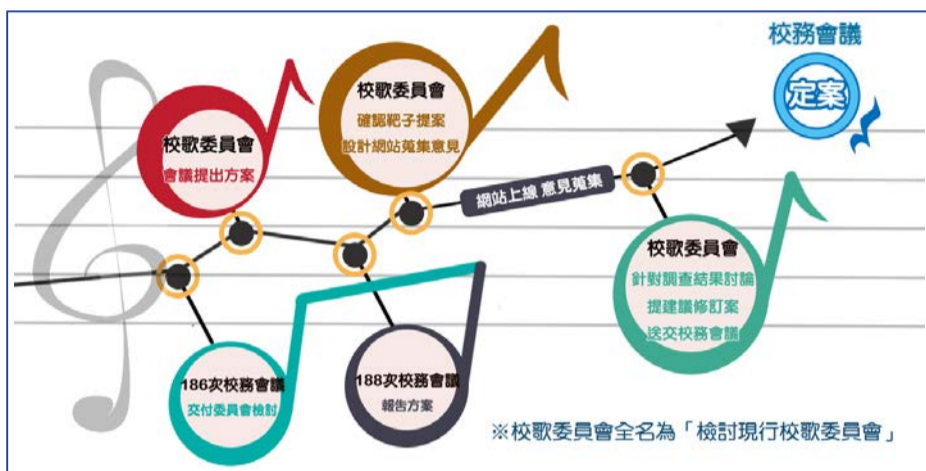 校務會議
定案
校歌委員會
確認靶子提案
設計網站蒐集意見
校歌委員會
會議提出方案
網站上線 意見蒐集
校歌委員會
針對調查結果討論
提建議修訂案
送交校務會議
186次校務會議
交付委員會檢討
188次校務會議
報告方案
※校歌委員會全名為「檢討現行校歌委員會」